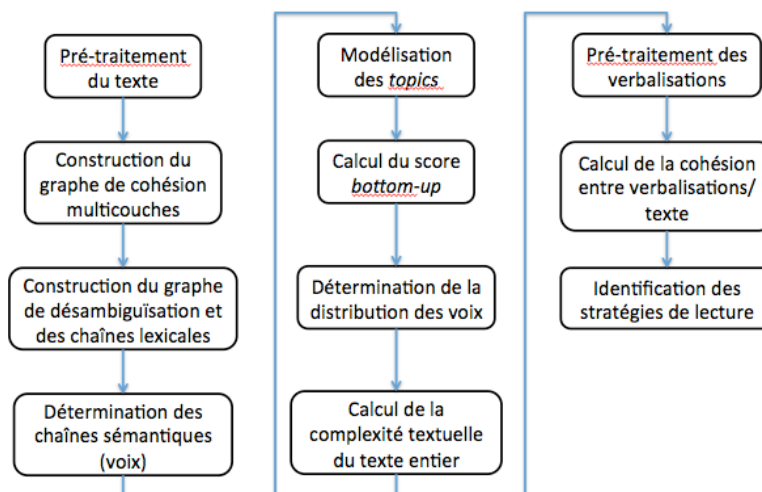 Pré-traitement
du texte
Construction du
graphe de cohésion
multicouches
Construction du graphe
de désambiguïsation et
des chaînes lexicales
Détermination des
chaînes sémantiques
(voix)
Modélisation
des topics
Calcul du score
bottom-up
Détermination de la
distribution des voix
Calcul de la
complexité textuelle
du texte entier
Pré-traitement des
verbalisations
Calcul de la cohésion
entre verbalisations/
texte
Identification des
stratégies de lecture